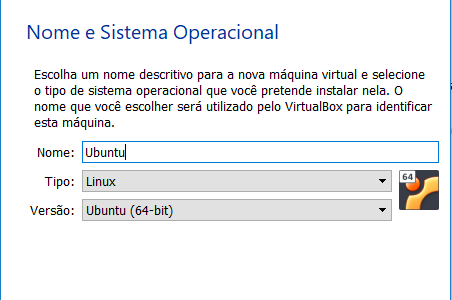 Nome e Sistema Operacional
Escolha um nome descritivo para a nova máquina virtual e selecione
o tipo de sistema operacional que você pretende instalar nela. O
nome que você escolher será utilizado pelo VirtualBox para identificar
esta máquina.
Nome: Ubuntu
Tipo: Linux
64
Versão: Ubuntu (64-bit)